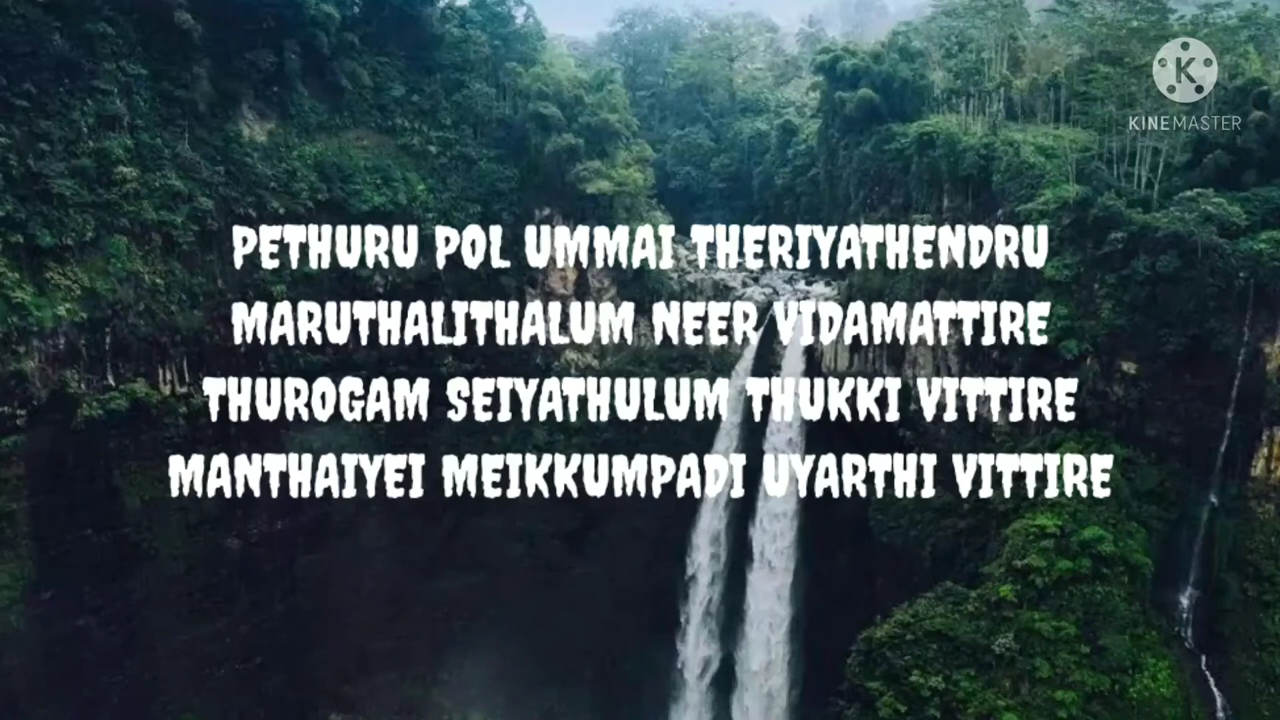 KINEMASTER
PETHURU POL UMMAI THERIYATHENDRU
MARUTHALITHALUM NEER VIDAMATTIRE
THUROGAM SEIYATHULUM THUKKI VITTIRE
MANTHAIYEI MEIKKUMPADI UYARTHI VITTIRE